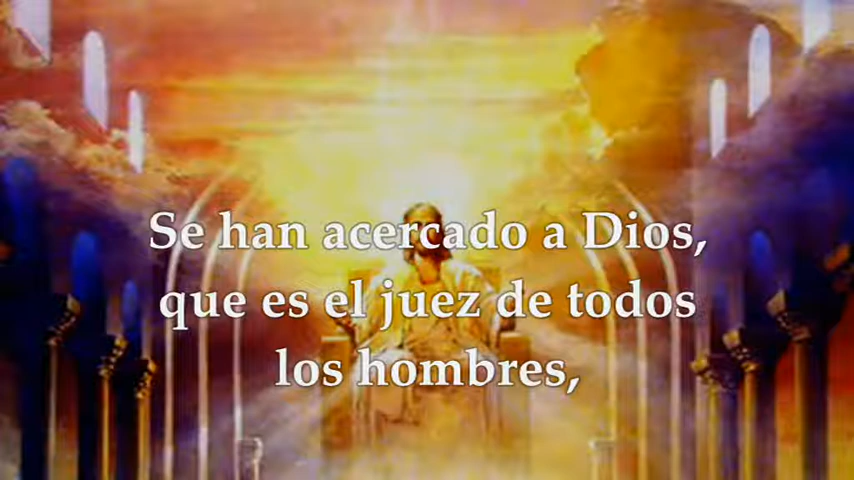 Se han acercado a Dios,
que es el juez de todos
los hombres,